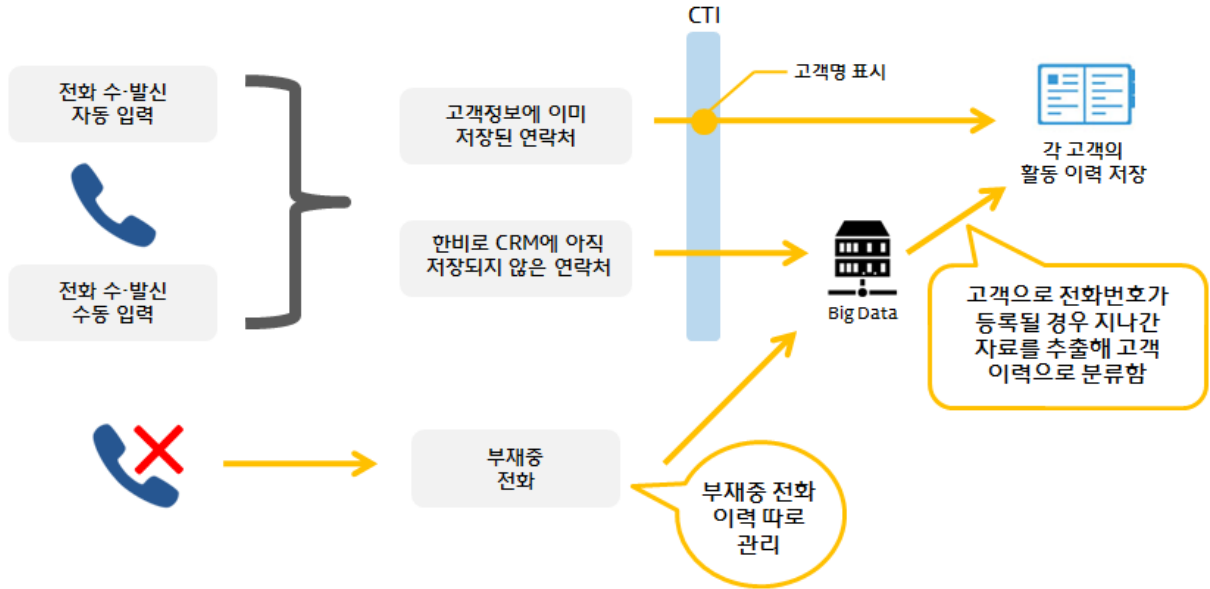 CTI
전화 수·발신
자동 입력
고객정보에 이미
저장된 연락처
고객명 표시
각 고객의
활동 이력 저장
한비로 CRM에 아직
저장되지 않은 연락처
전화 수·발신
수동 입력
Big Data
고객으로 전화번호가
등록될 경우 지나간
자료를 추출해 고객
이력으로 분류함
부재중
전화
부재중 전화
이력 따로
관리